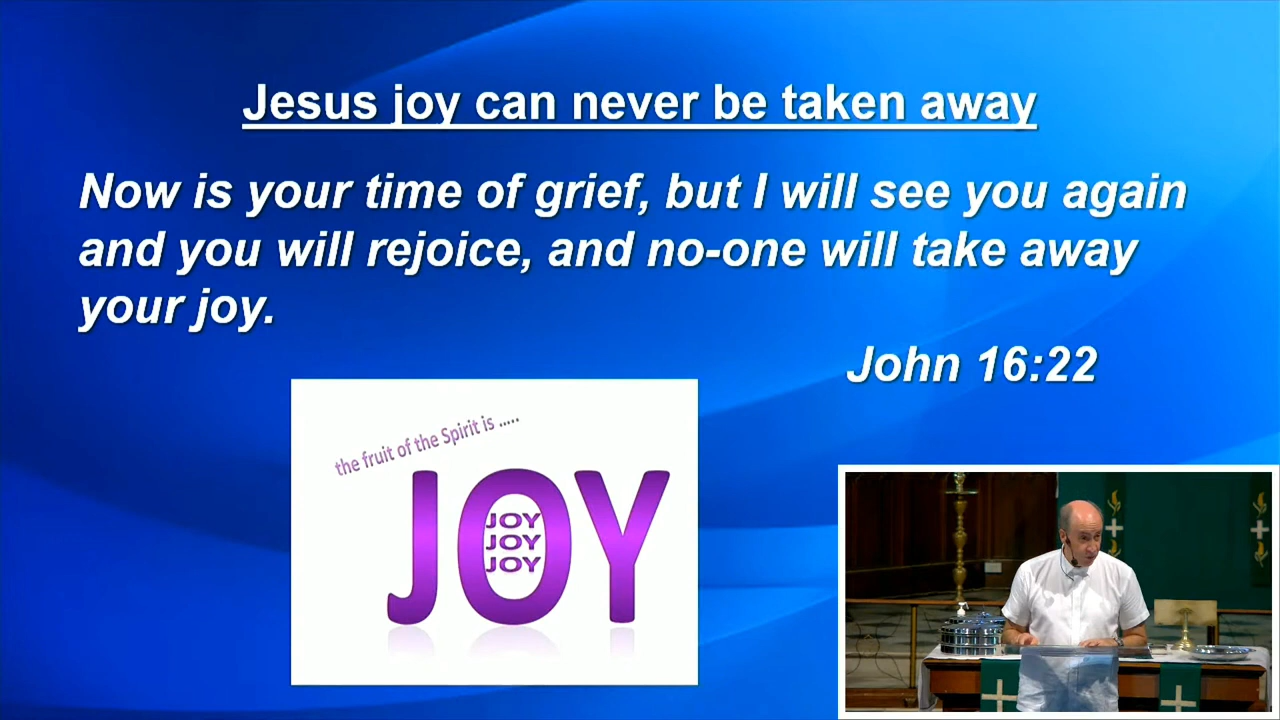 Jesus joy can never be taken away
Now is your time of grief, but I will see you again
and you will rejoice, and no-one will take away
your joy.
John 16:22
the fruit of the Spirit is .....
JOY
JOY
JOY
JOY